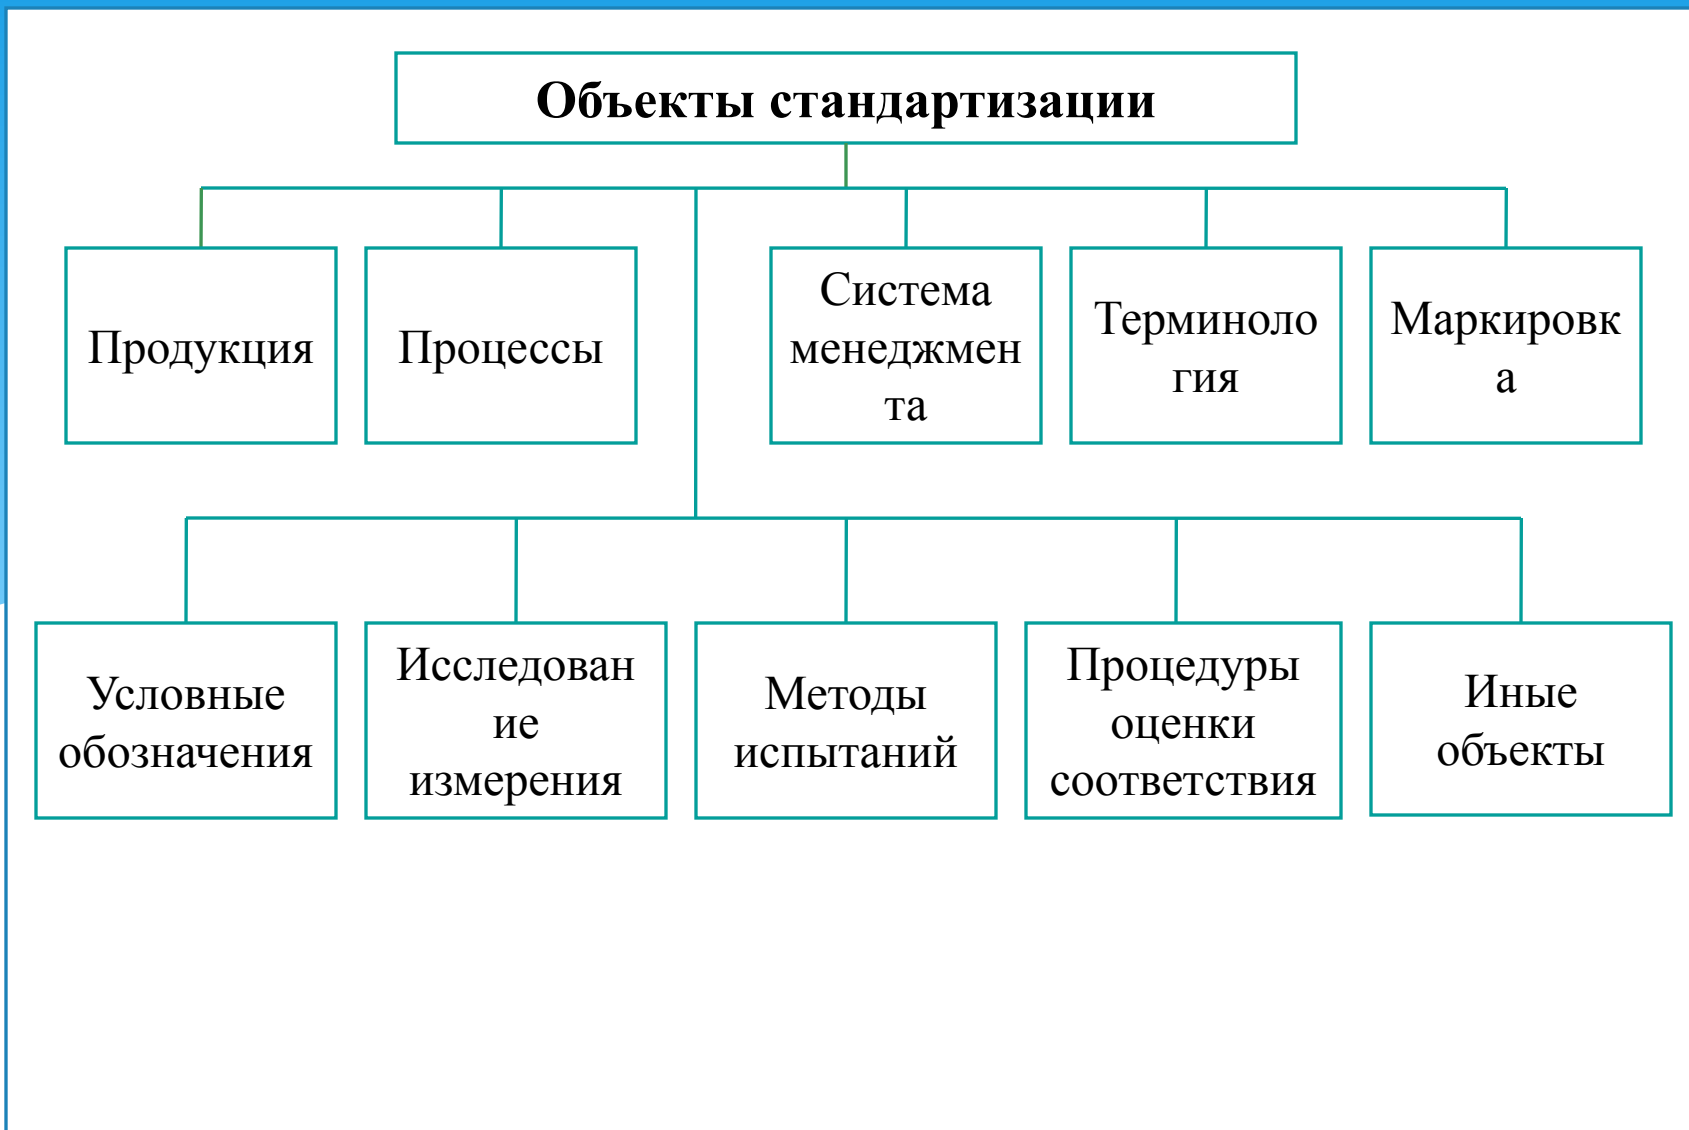 Объекты стандартизации
Продукция
Процессы
Система
менеджмен
та
Терминоло
гия
Маркировк
а
Условные
обозначения
Исследован
ие
измерения
Методы
испытаний
Процедуры
оценки
соответствия
Иные
объекты